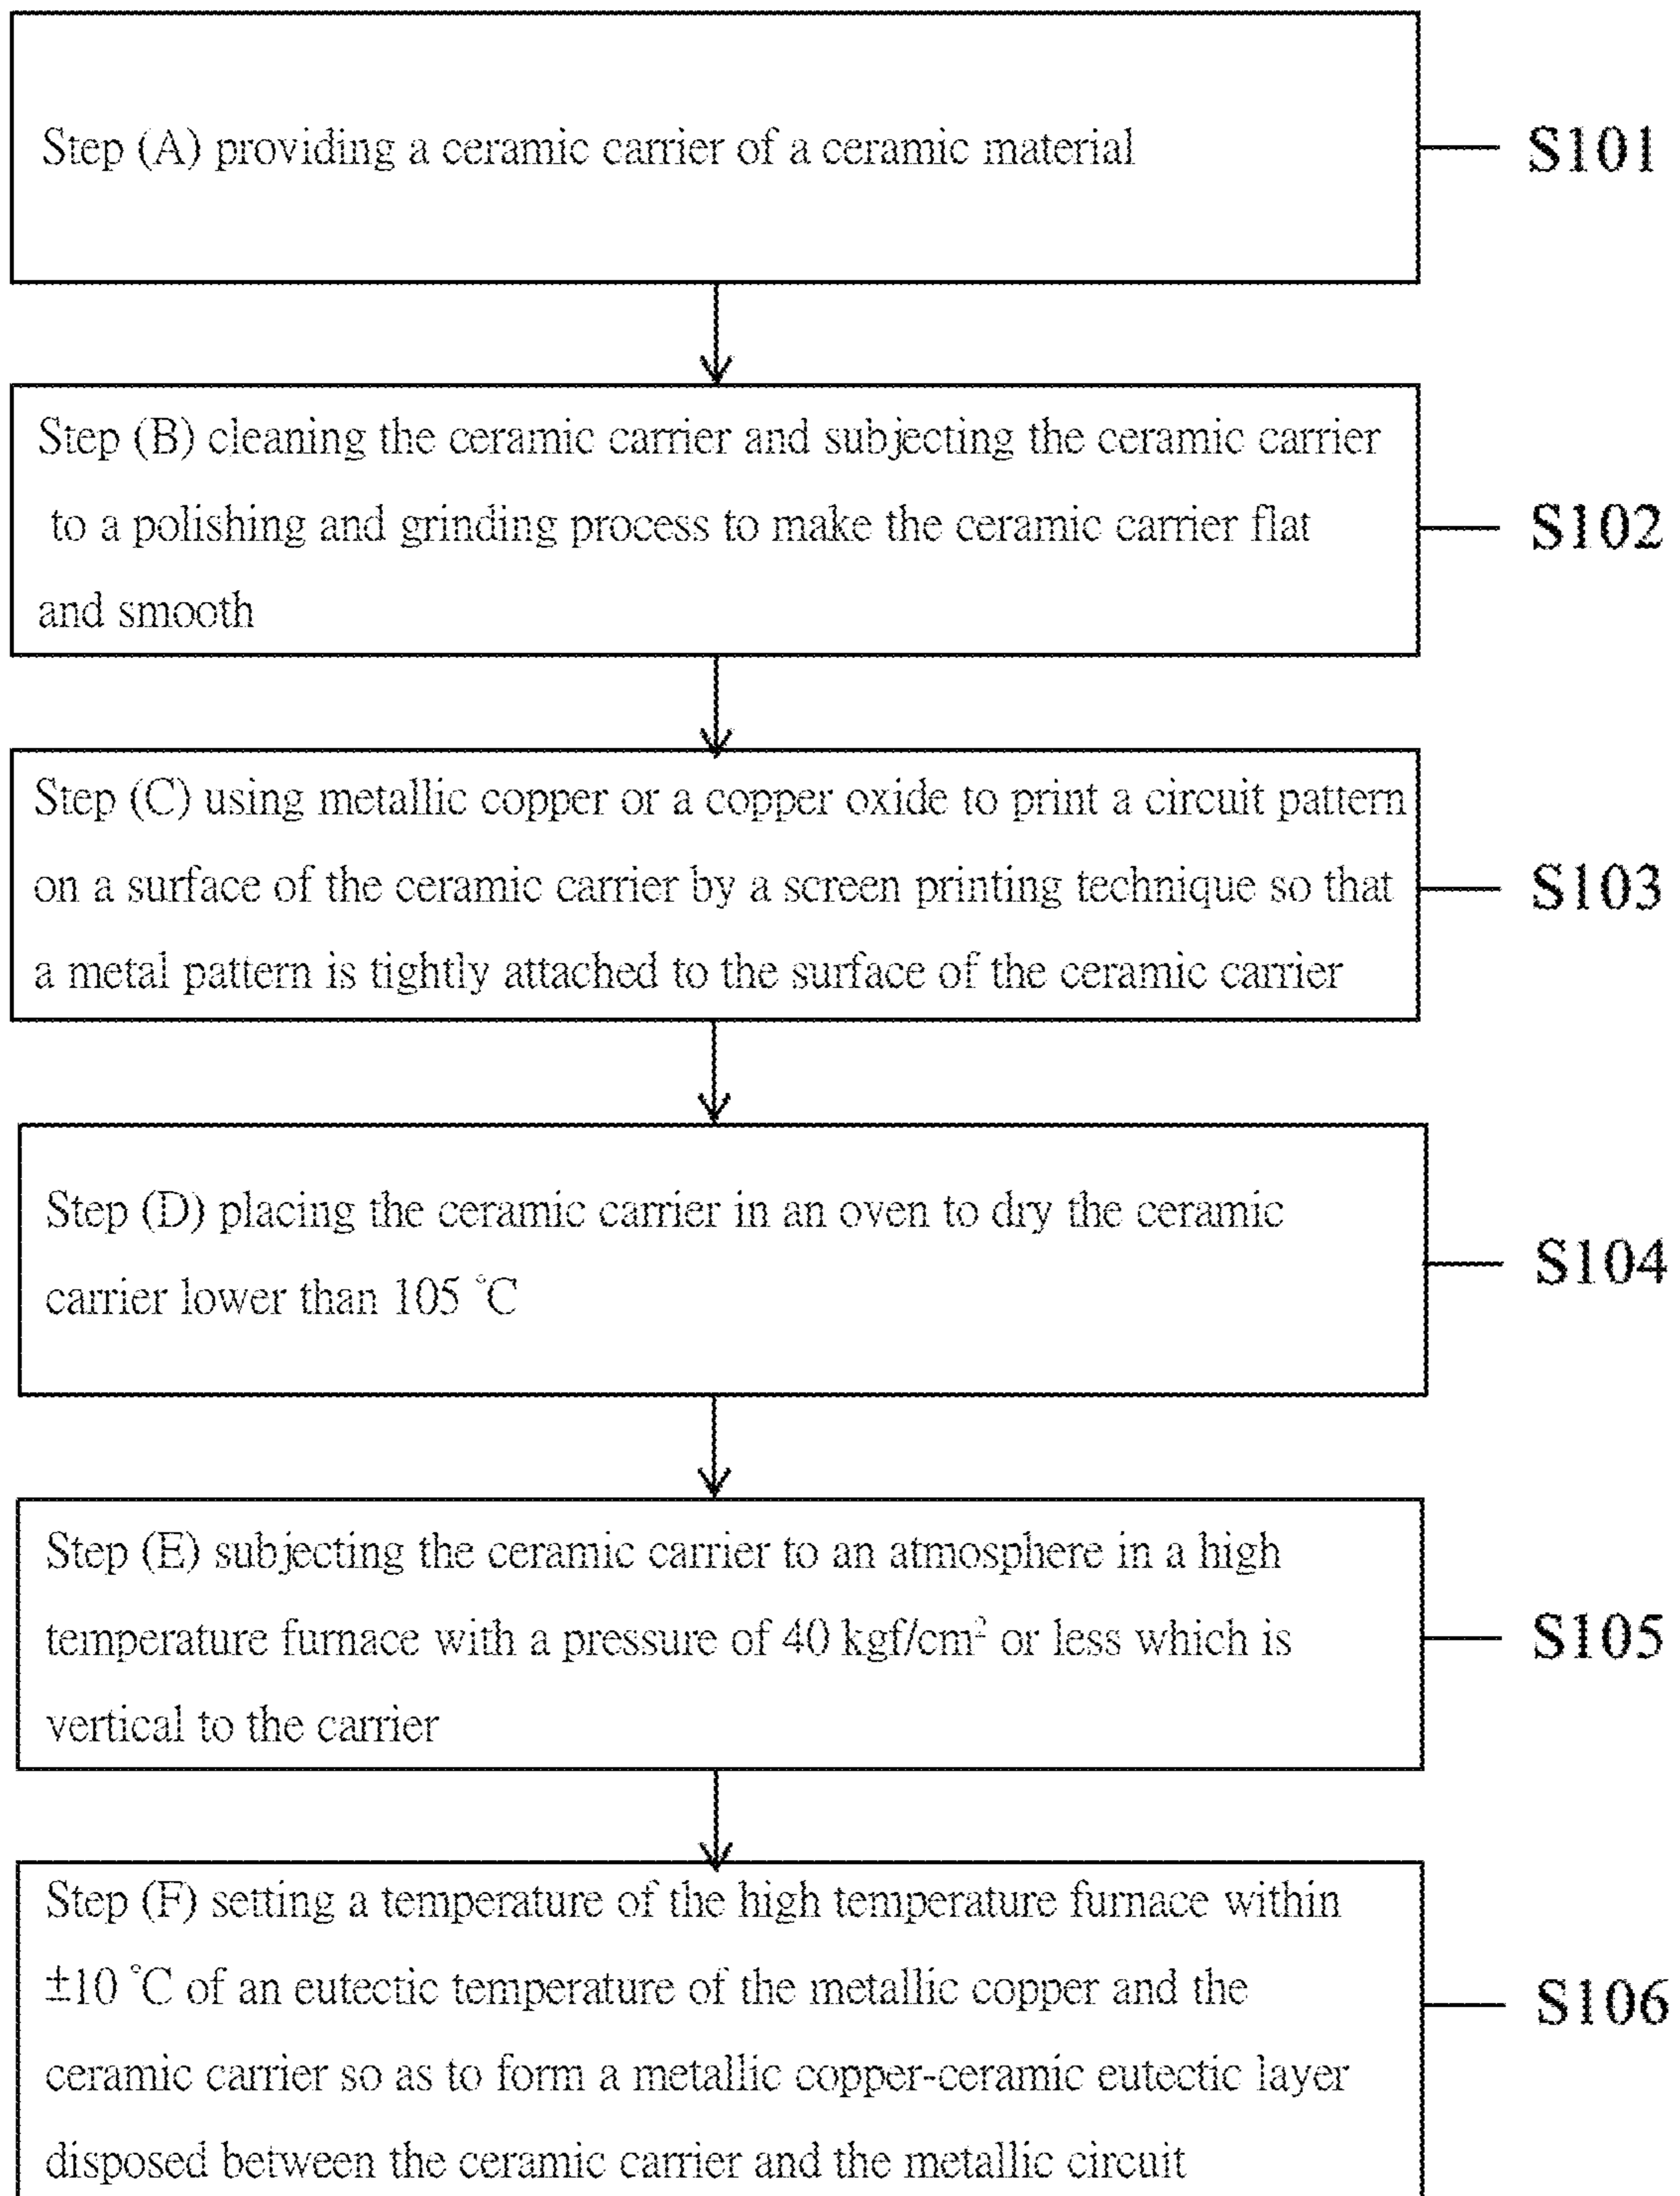 Step (A) providing a ceramic carrier of a ceramic material
S101
Step (B) cleaning the ceramic carrier and subjecting the ceramic carrier
to a polishing and grinding process to make the ceramic carrier flat
and smooth
S102
Step (C) using metallic copper or a copper oxide to print a circuit pattern
on a surface of the ceramic carrier by a screen printing technique so that
a metal pattern is tightly attached to the surface of the ceramic carrier
S103
Step (D) placing the ceramic carrier in an oven to dry the ceramic
carrier lower than 105 °C
S104
Step (E) subjecting the ceramic carrier to an atmosphere in a high
temperature furnace with a pressure of 40 kgf/cm² or less which is
vertical to the carrier
S105
Step (F) setting a temperature of the high temperature furnace within
±10 °C of an eutectic temperature of the metallic copper and the
ceramic carrier so as to form a metallic copper-ceramic eutectic layer
disposed between the ceramic carrier and the metallic circuit
S106